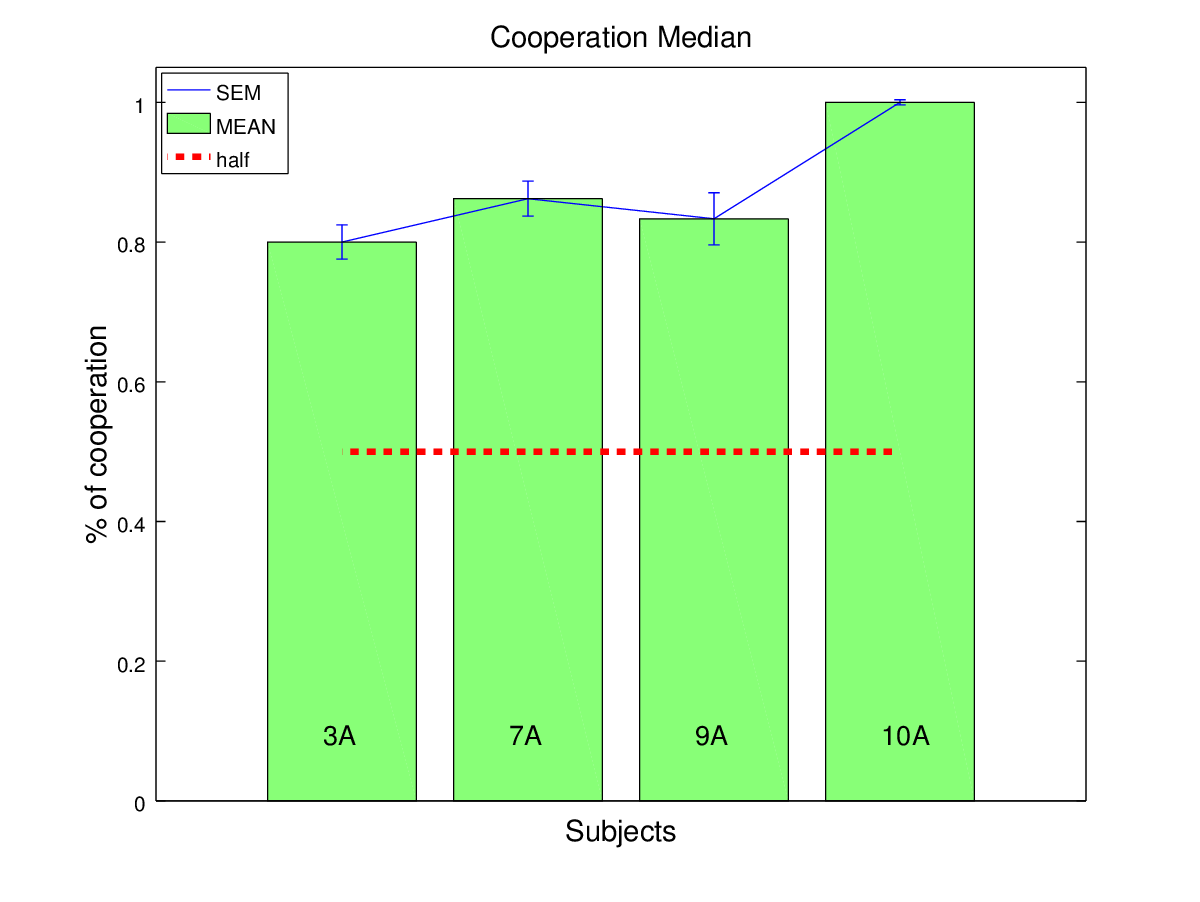 Cooperation Median
SEM
MEAN
half
% of cooperation
1
0.8
0.6
0.4
0.2
0
3A
7A
9A
10A
Subjects